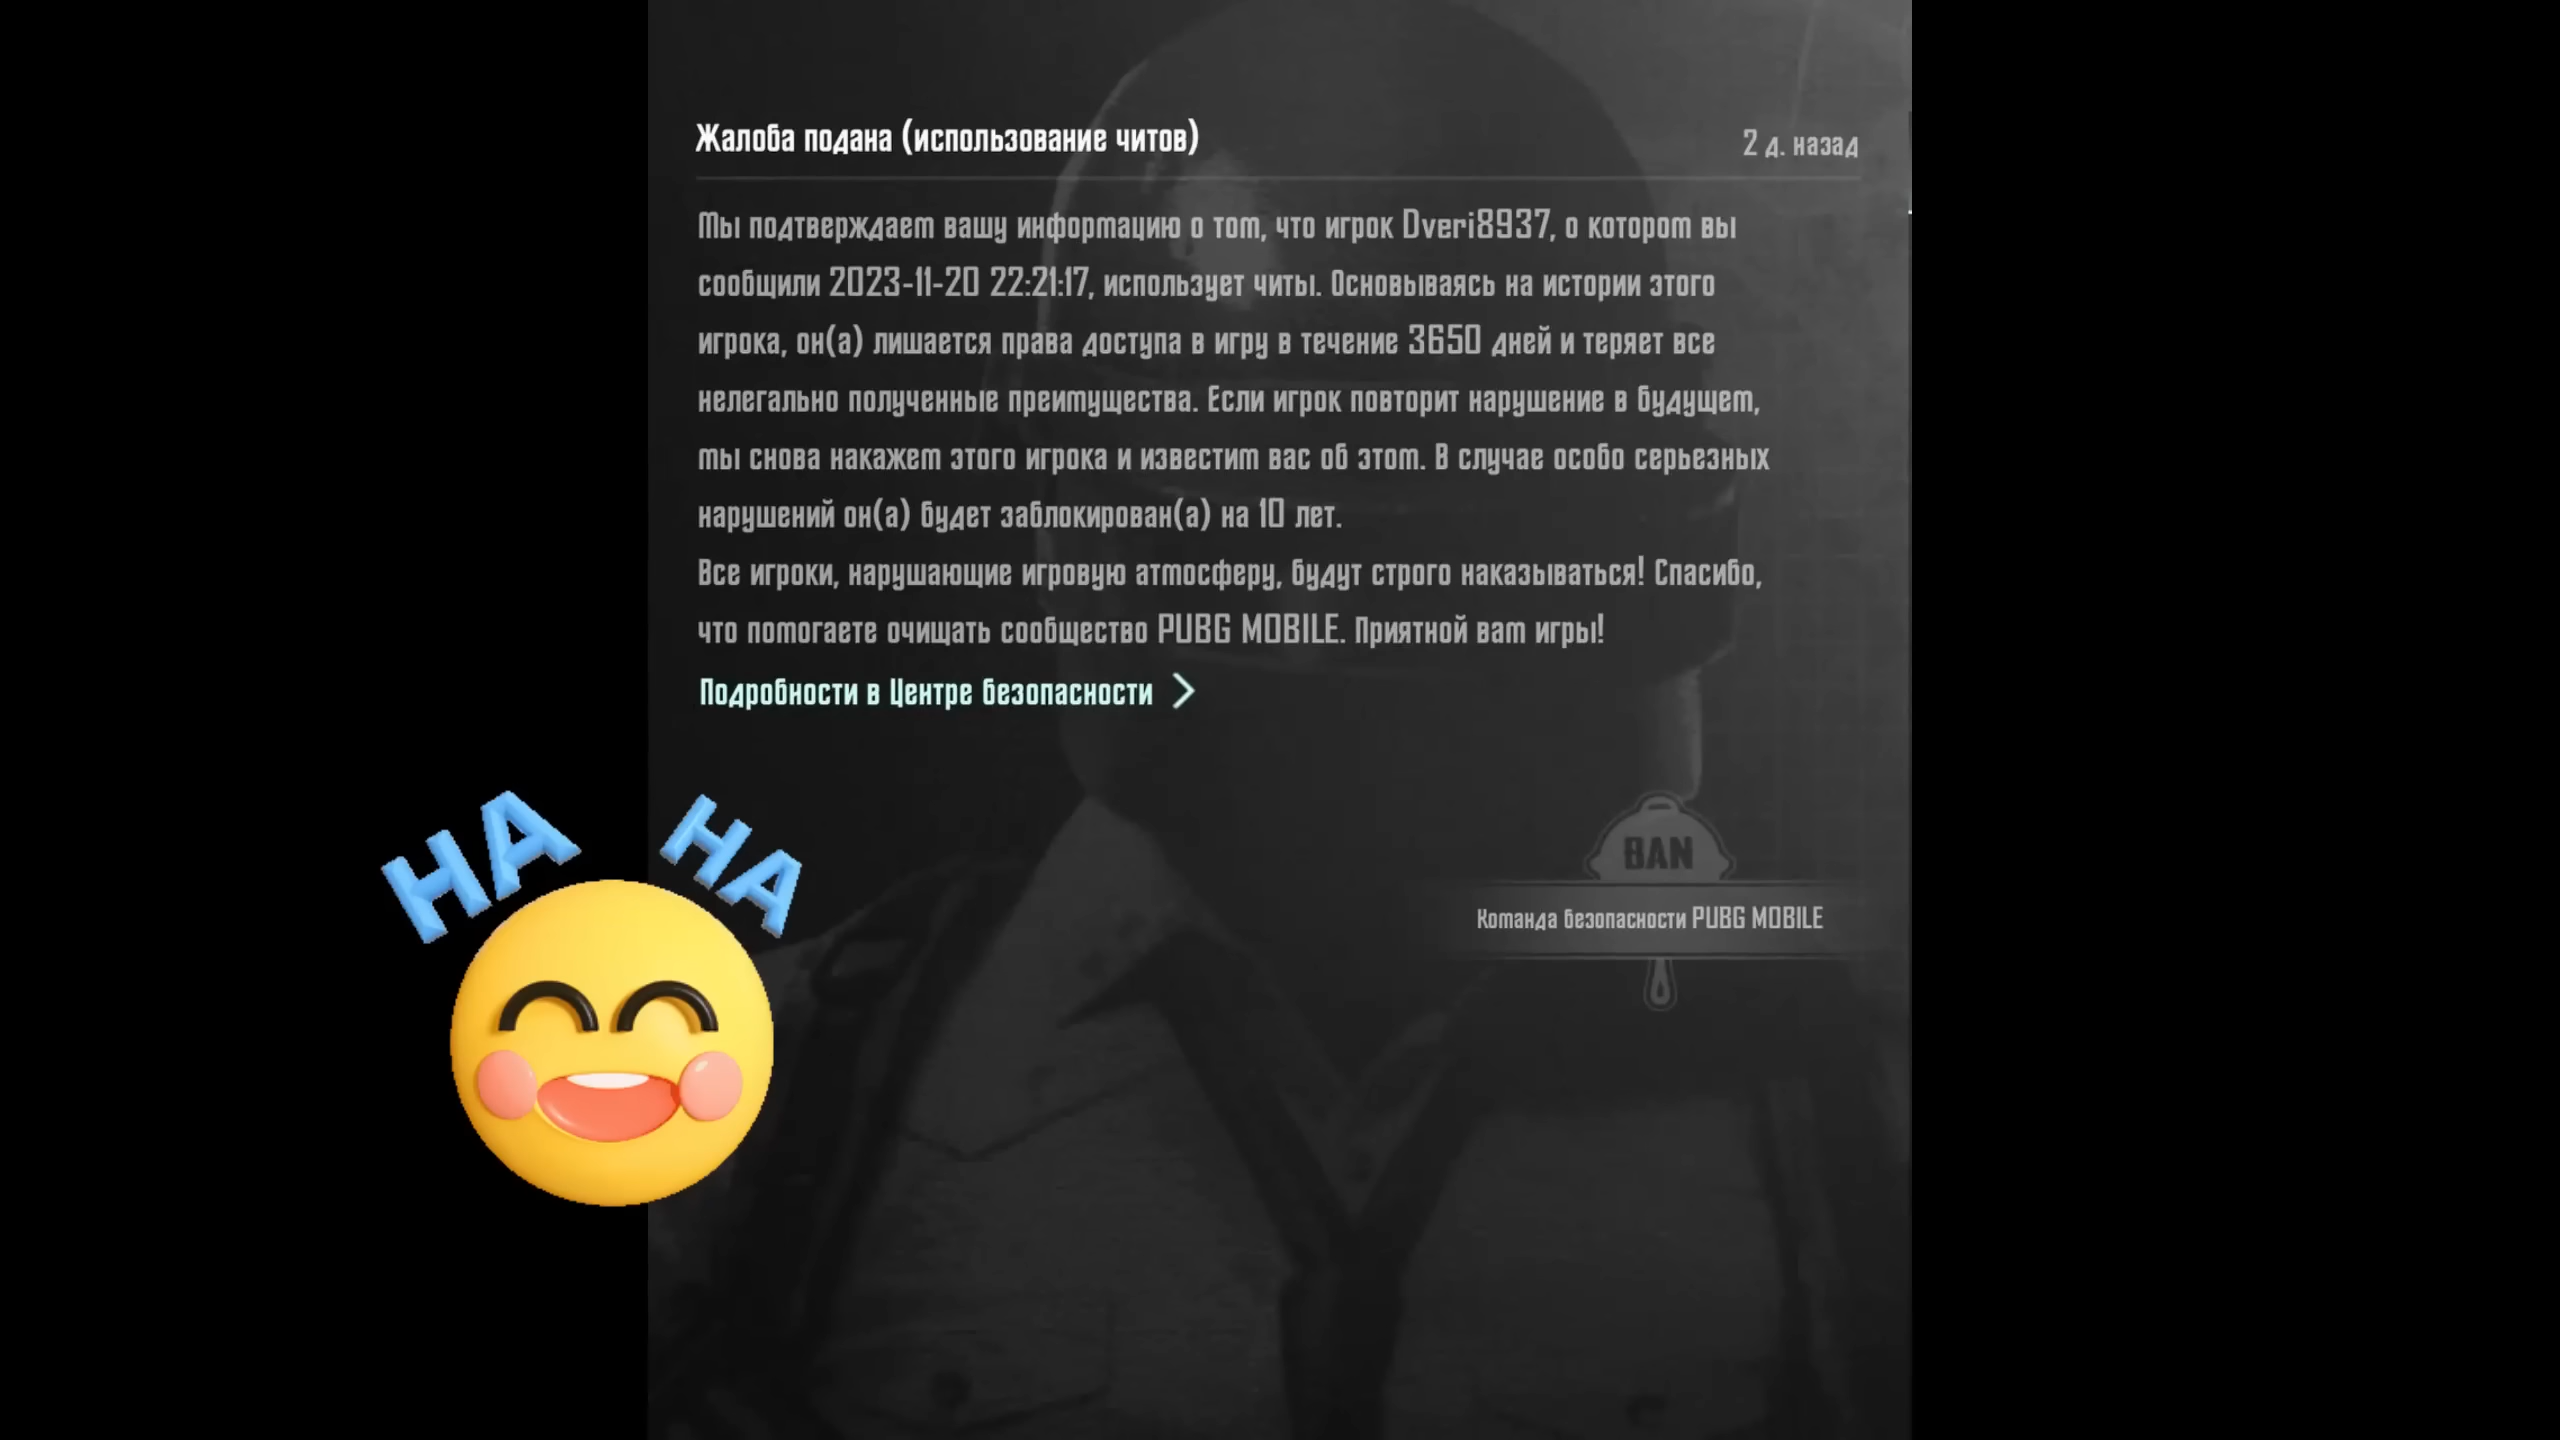 Жалоба подана (использование читов)
2 д. назад
Мы подтверждаем вашу информацию о том, что игрок Dveri8937, о котором вы
сообщили 2023-11-20 22:21:17, использует читы. Основываясь на истории этого
игрока, он(а) лишается права доступа в игру в течение 3650 дней и теряет все
нелегально полученные преимущества. Если игрок повторит нарушение в будущем,
мы снова накажем этого игрока и известим вас об этом. В случае особо серьезных
нарушений он(а) будет заблокирован(а) на 10 лет.
Все игроки, нарушающие игровую атмосферу, будут строго наказываться! Спасибо,
что помогаете очищать сообщество PUBG MOBILE. Приятной вам игры!
Подробности в Центре безопасности
HA HA
BAN
Команда безопасности PUBG MOBILE